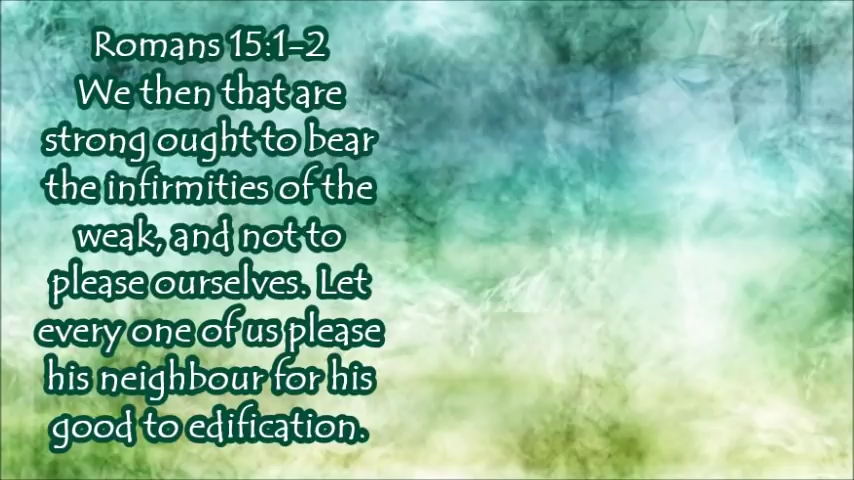 Romans 15:1-2
We then that are
strong ought to bear
the infirmities of the
weak, and not to
please ourselves. Let
every one of us please
his neighbour for his
good to edification.